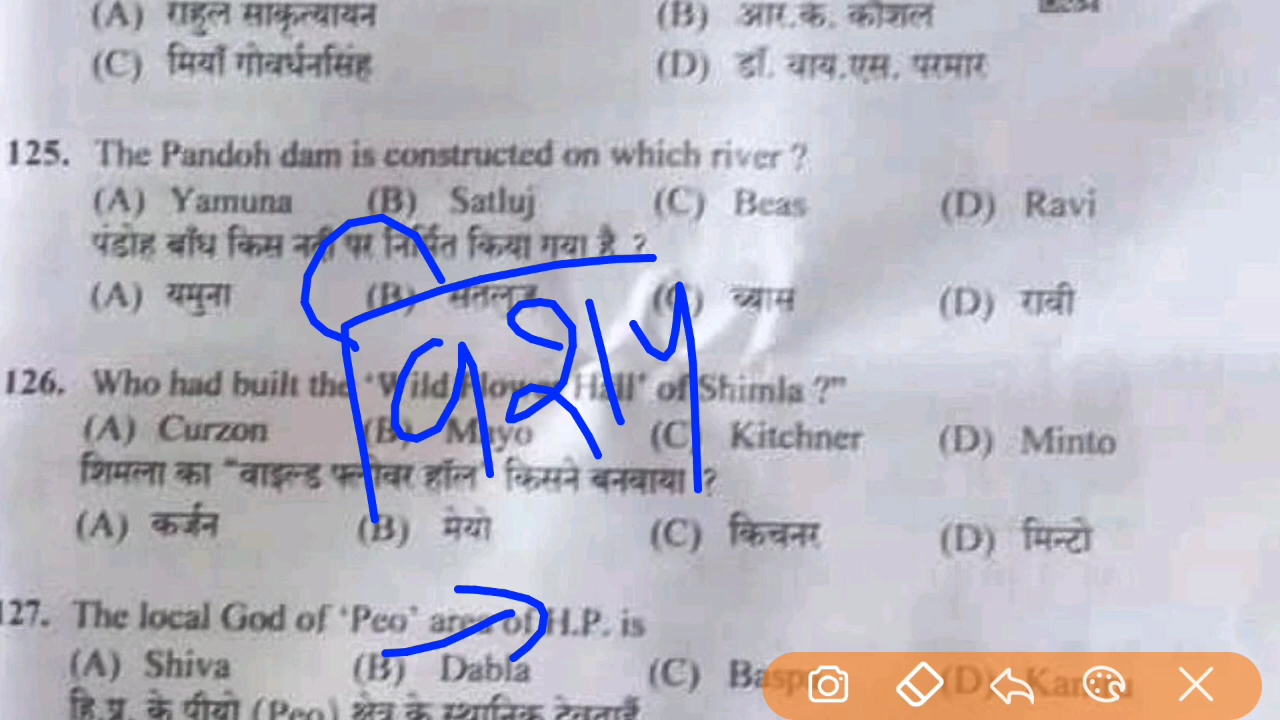 (A) राहुल सांकृत्यायन (B) आर.के. कौशल
(C) मियाँ गोवर्धनसिंह (D) डॉ. वाय.एस. परमार
125. The Pandoh dam is constructed on which river ?
(A) Yamuna (B) Satluj (C) Beas (D) Ravi
पंडोह बाँध किस नदी पर निर्मित किया गया है ?
(A) यमुना (B) सतलुज (C) ब्यास (D) रावी
126. Who had built the 'Wild Flower Hall' of Shimla ?"
(A) Curzon (B) Mayo (C) Kitchner (D) Minto
शिमला का "वाइल्ड फ्लोवर हॉल" किसने बनवाया ?
(A) कर्जन (B) मेयो (C) किचनर (D) मिन्टो
127. The local God of 'Peo' area of H.P. is
(A) Shiva (B) Dabla (C) (D)
हि.प्र. के पीयो (Peo) क्षेत्र के स्थानिक देवता हैं